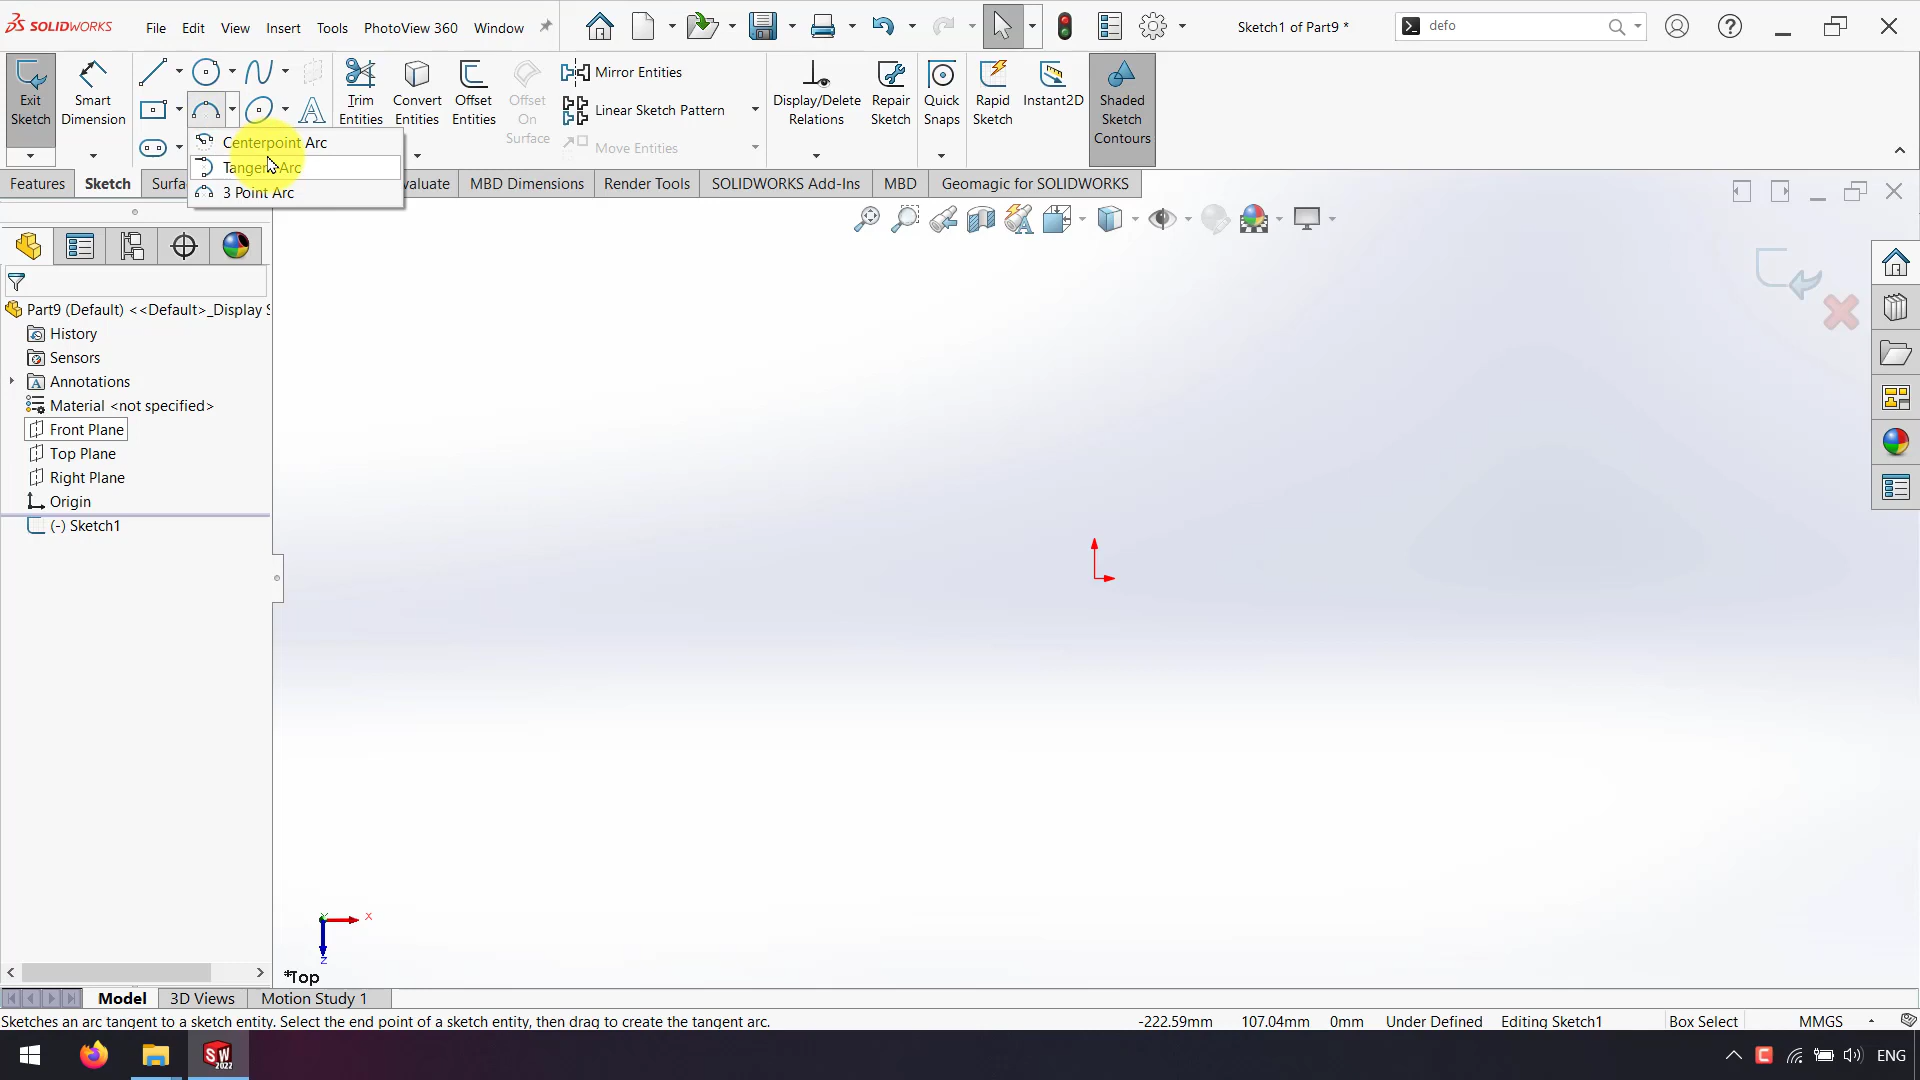 SOLIDWORKS
File Edit View Insert Tools PhotoView 360 Window
Sketch1 of Part9 *
defo
Exit Sketch
Smart Dimension
Trim Entities
Convert Entities
Offset Entities
Offset On Surface
Mirror Entities
Linear Sketch Pattern
Move Entities
Display/Delete Relations
Repair Sketch
Quick Snaps
Rapid Sketch
Instant2D
Shaded Sketch Contours
Centerpoint Arc
Tangent Arc
3 Point Arc
Features Sketch Surfa valuate MBD Dimensions Render Tools SOLIDWORKS Add-Ins MBD Geomagic for SOLIDWORKS
Part9 (Default) <<Default>_Display S
History
Sensors
Annotations
Material <not specified>
Front Plane
Top Plane
Right Plane
Origin
(-) Sketch1
X
Y
Z
*Top
Model 3D Views Motion Study 1
Sketches an arc tangent to a sketch entity. Select the end point of a sketch entity, then drag to create the tangent arc.
-222.59mm 107.04mm 0mm Under Defined Editing Sketch1 Box Select MMGS
SW 2022
ENG